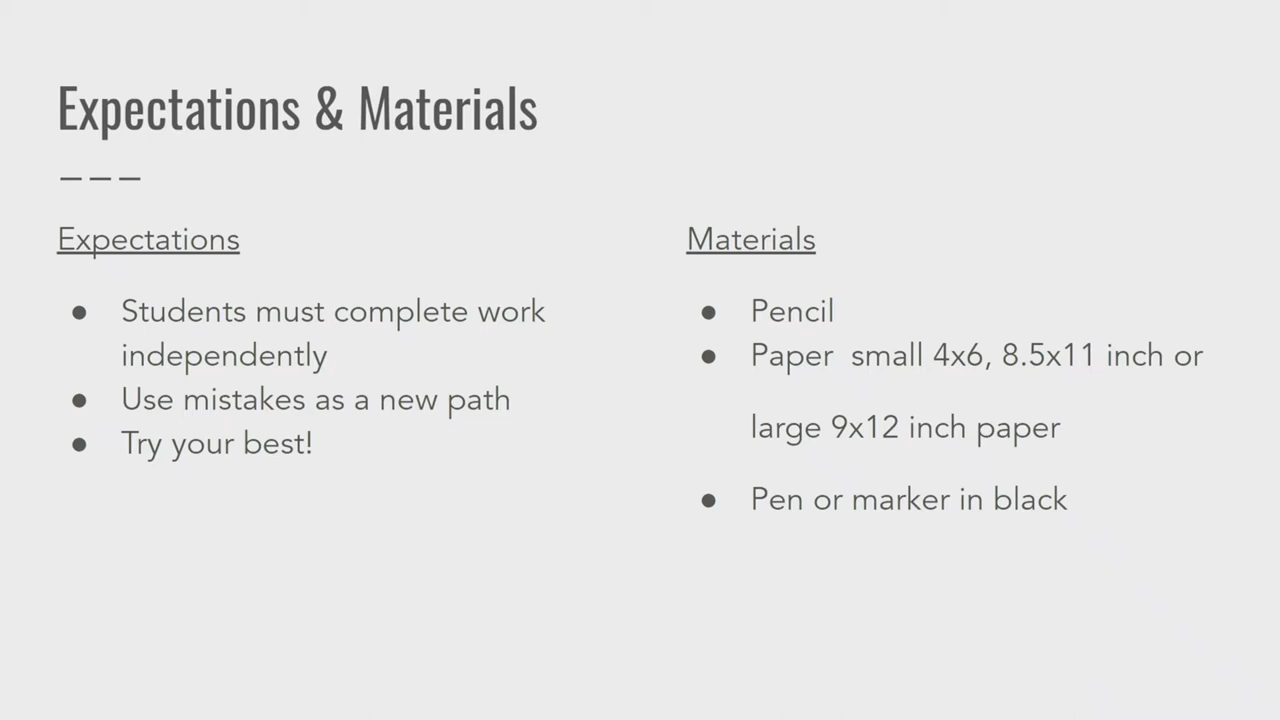 Expectations & Materials
Expectations
● Students must complete work
independently
● Use mistakes as a new path
● Try your best!
Materials
● Pencil
● Paper  small 4x6, 8.5x11 inch or
large 9x12 inch paper
● Pen or marker in black